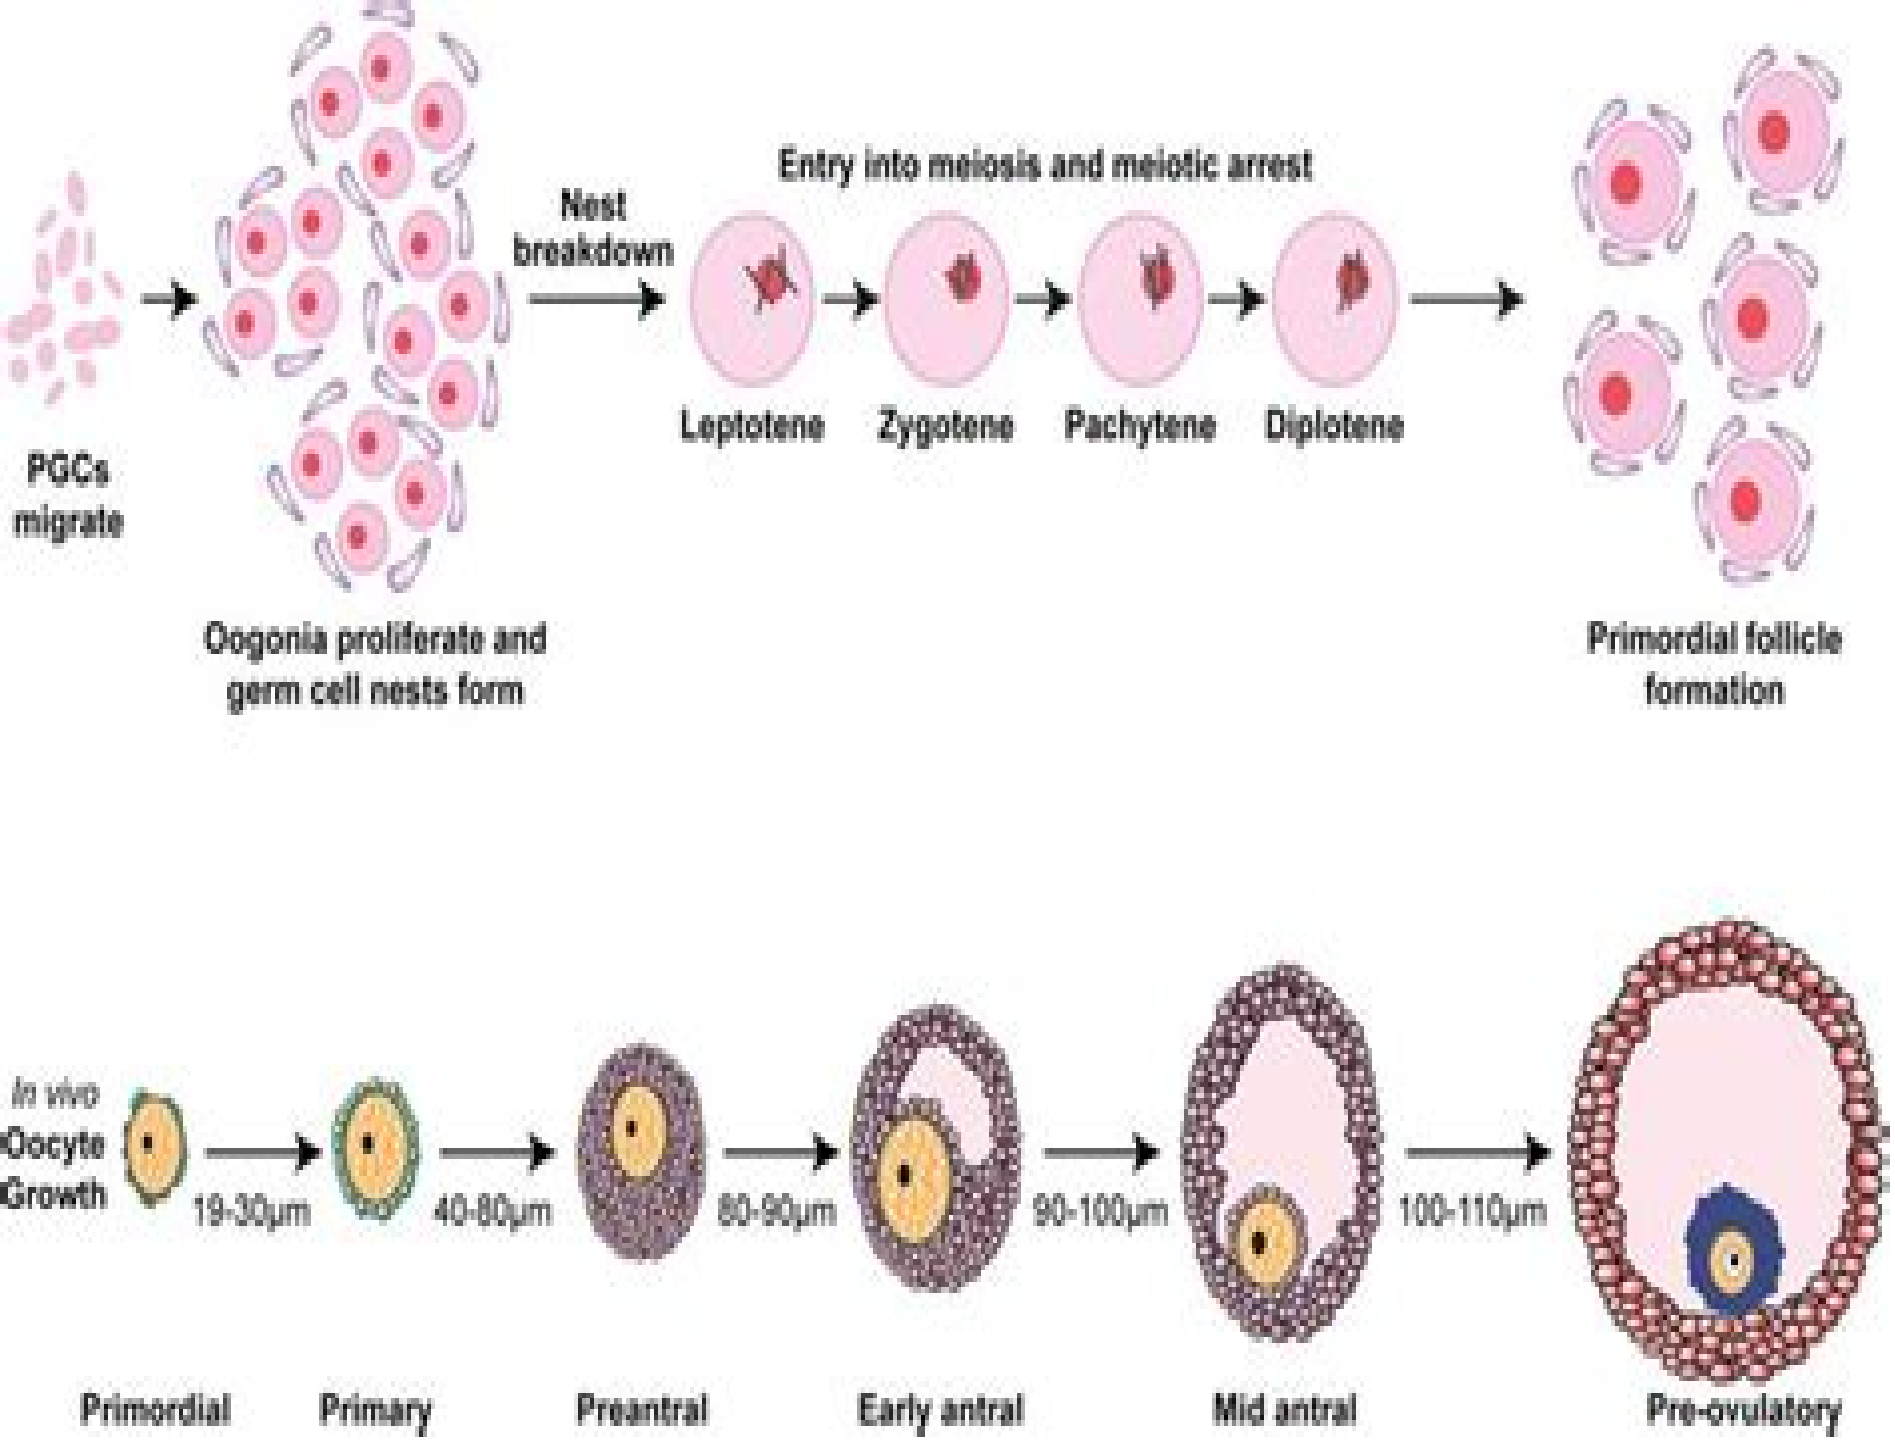 Entry into meiosis and meiotic arrest
Nest
breakdown
Leptotene
Zygotene
Pachytene
Diplotene
PGCs
migrate
Oogonia proliferate and
germ cell nests form
Primordial follicle
formation
In vivo
Oocyte
Growth
19-30µm
40-80µm
80-90µm
90-100µm
100-110µm
Primordial
Primary
Preantral
Early antral
Mid antral
Pre-ovulatory